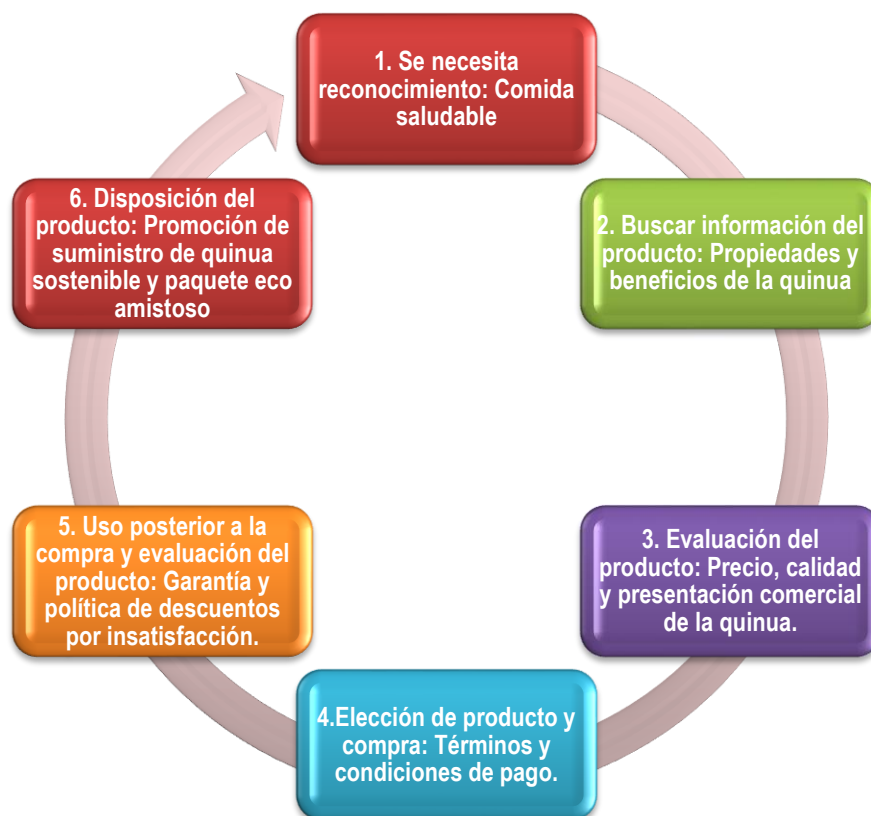 1. Se necesita
reconocimiento: Comida
saludable
2. Buscar información del
producto: Propiedades y
beneficios de la quinua
3. Evaluación del
producto: Precio, calidad
y presentación comercial
de la quinua.
4.Elección de producto y
compra: Términos y
condiciones de pago.
5. Uso posterior a la
compra y evaluación del
producto: Garantía y
política de descuentos
por insatisfacción.
6. Disposición del
producto: Promoción de
suministro de quinua
sostenible y paquete eco
amistoso